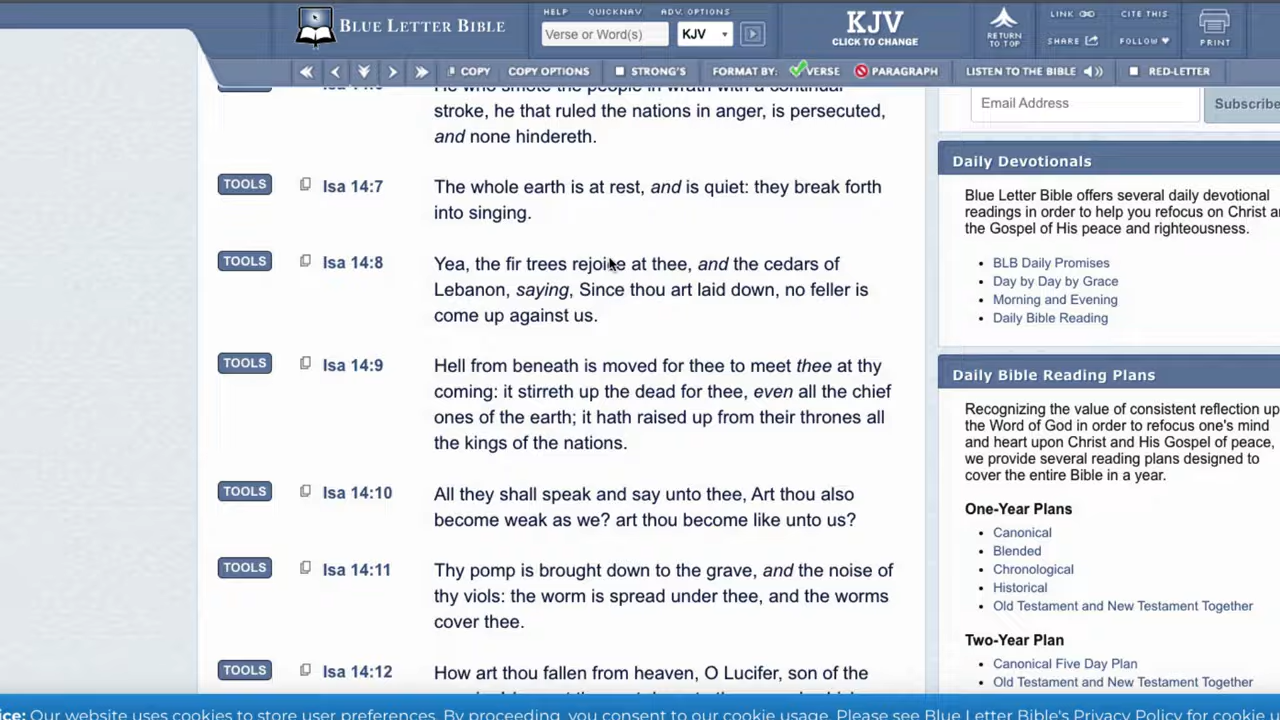 BLUE LETTER BIBLE
HELP QUICKNAV ADV. OPTIONS
Verse or Word(s) KJV
KJV
CLICK TO CHANGE
RETURN
TO TOP
LINK CITE THIS
SHARE FOLLOW
PRINT
COPY COPY OPTIONS STRONG'S FORMAT BY: VERSE PARAGRAPH LISTEN TO THE BIBLE RED-LETTER
He who smote the people in wrath with a continual
stroke, he that ruled the nations in anger, is persecuted,
and none hindereth.
TOOLS Isa 14:7 The whole earth is at rest, and is quiet: they break forth
into singing.
TOOLS Isa 14:8 Yea, the fir trees rejoice at thee, and the cedars of
Lebanon, saying, Since thou art laid down, no feller is
come up against us.
TOOLS Isa 14:9 Hell from beneath is moved for thee to meet thee at thy
coming: it stirreth up the dead for thee, even all the chief
ones of the earth; it hath raised up from their thrones all
the kings of the nations.
TOOLS Isa 14:10 All they shall speak and say unto thee, Art thou also
become weak as we? art thou become like unto us?
TOOLS Isa 14:11 Thy pomp is brought down to the grave, and the noise of
thy viols: the worm is spread under thee, and the worms
cover thee.
TOOLS Isa 14:12 How art thou fallen from heaven, O Lucifer, son of the
Email Address Subscribe
Daily Devotionals
Blue Letter Bible offers several daily devotional
readings in order to help you refocus on Christ
the Gospel of His peace and righteousness.
BLB Daily Promises
Day by Day by Grace
Morning and Evening
Daily Bible Reading
Daily Bible Reading Plans
Recognizing the value of consistent reflection
the Word of God in order to refocus one's mind
and heart upon Christ and His Gospel of peace,
we provide several reading plans designed to
cover the entire Bible in a year.
One-Year Plans
Canonical
Blended
Chronological
Historical
Old Testament and New Testament Together
Two-Year Plan
Canonical Five Day Plan
Old Testament and New Testament Together
Our website uses cookies to store user preferences. By proceeding, you consent to our cookie usage. Please see Blue Letter Bible's Privacy Policy for cookie